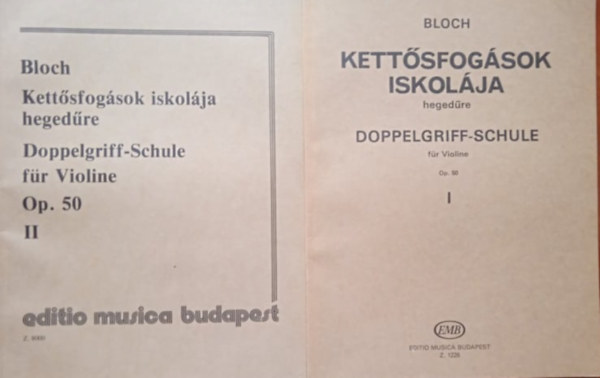 Bloch
Kettősfogások iskolája
hegedűre
Doppelgriff-Schule
für Violine
Op. 50
II
editio musica budapest
BLOCH
KETTŐSFOGÁSOK
ISKOLÁJA
hegedűre
DOPPELGRIFF-SCHULE
für Violine
Op. 50
I
EMB
EDITIO MUSICA BUDAPEST
Z. 1226